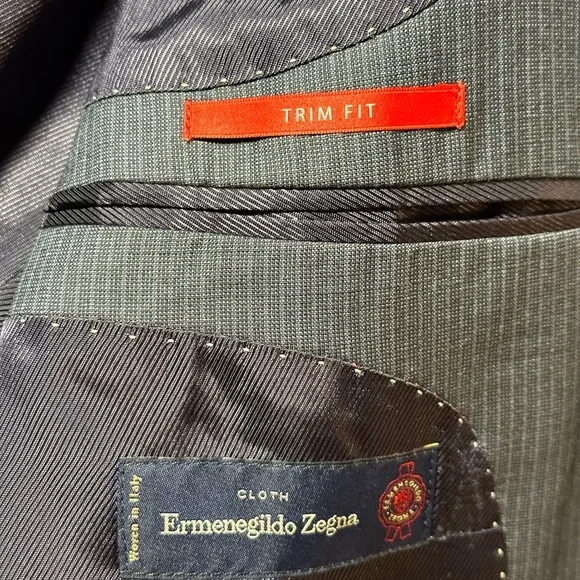 TRIM FIT
Woven in Italy
CLOTH
Ermenegildo Zegna